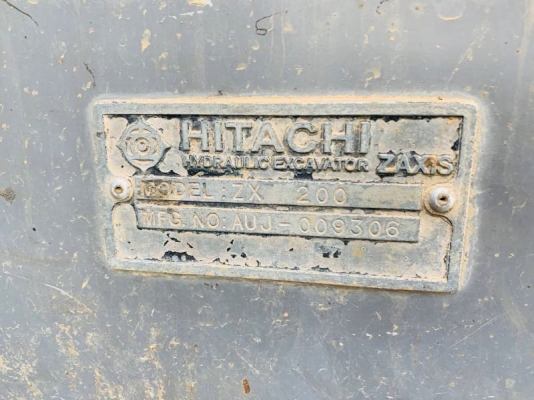 HITACHI
HYDRAULIC EXCAVATOR ZAXIS
MODEL: ZX 200
MFG. NO: AUJ-009306